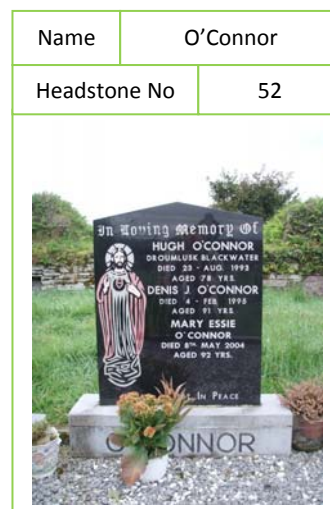 Name O’Connor
Headstone No 52
In Loving Memory Of
HUGH O'CONNOR
DROUMLUSK BLACKWATER
DIED 23 - AUG. 1993
AGED 78 YRS
DENIS J. O'CONNOR
DIED 4 - FEB 1995
AGED 91 YRS
MARY ESSIE
O'CONNOR
DIED 8TH MAY 2004
AGED 92 YRS.
IN PEACE
O'CONNOR